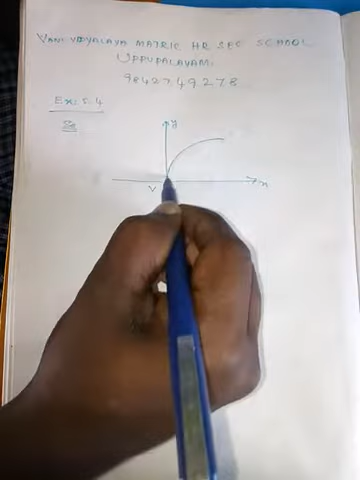 VANI VIDYALAYA MATRIC HR SEC SCHOOL
UPPUPALAYAM.
9842749278
Ex: 5.4
y
V
x